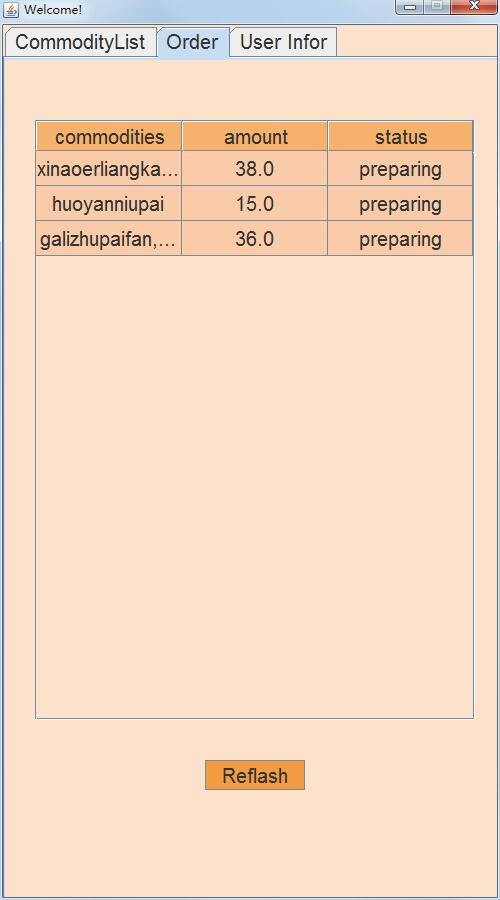 Welcome!
CommodityList Order User Infor
commodities amount status
xinaoerliangka... 38.0 preparing
huoyanniupai 15.0 preparing
galizhupaifan,... 36.0 preparing
Reflash